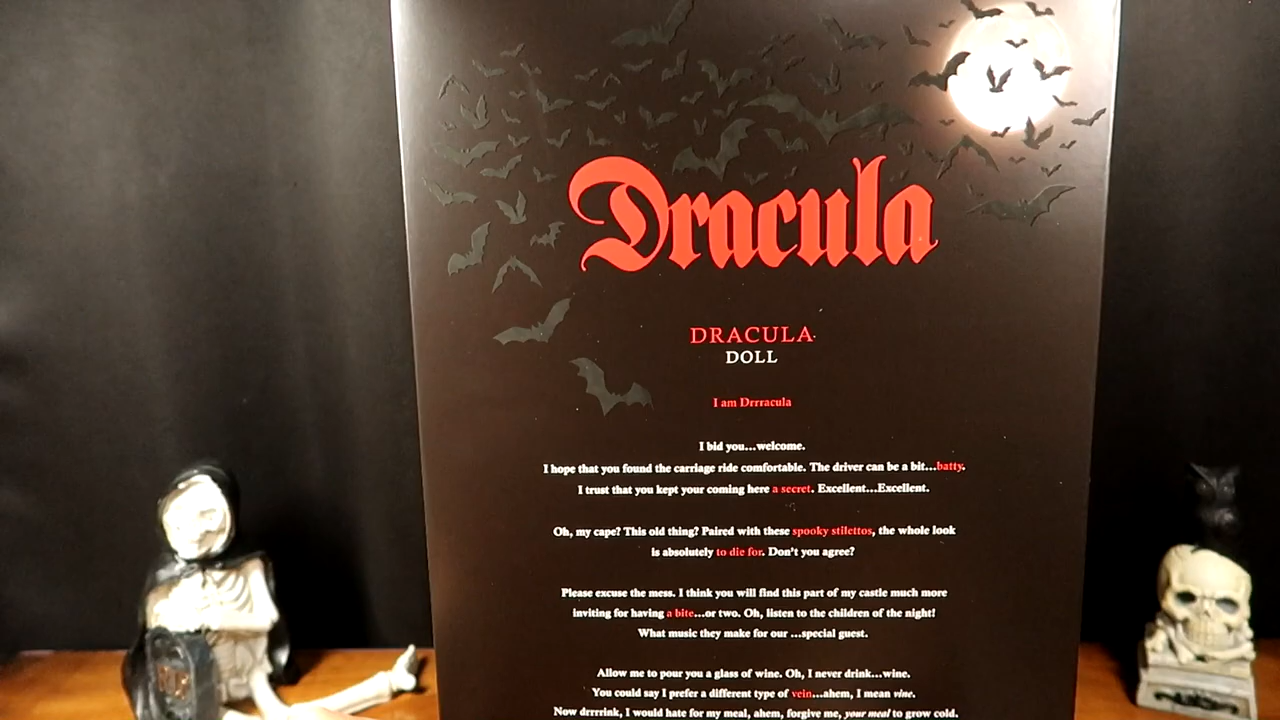 Dracula
DRACULA
DOLL
I am Drrracula
I bid you...welcome.
I hope that you found the carriage ride comfortable. The driver can be a bit...batty.
I trust that you kept your coming here a secret. Excellent...Excellent.
Oh, my cape? This old thing? Paired with these spooky stilettos, the whole look
is absolutely to die for. Don't you agree?
Please excuse the mess. I think you will find this part of my castle much more
inviting for having a bite...or two. Oh, listen to the children of the night!
What music they make for our ...special guest.
Allow me to pour you a glass of wine. Oh, I never drink...wine.
You could say I prefer a different type of vein...ahem, I mean vine.
Now drrrrink, I would hate for my meal, ahem, forgive me, your meal to grow cold.